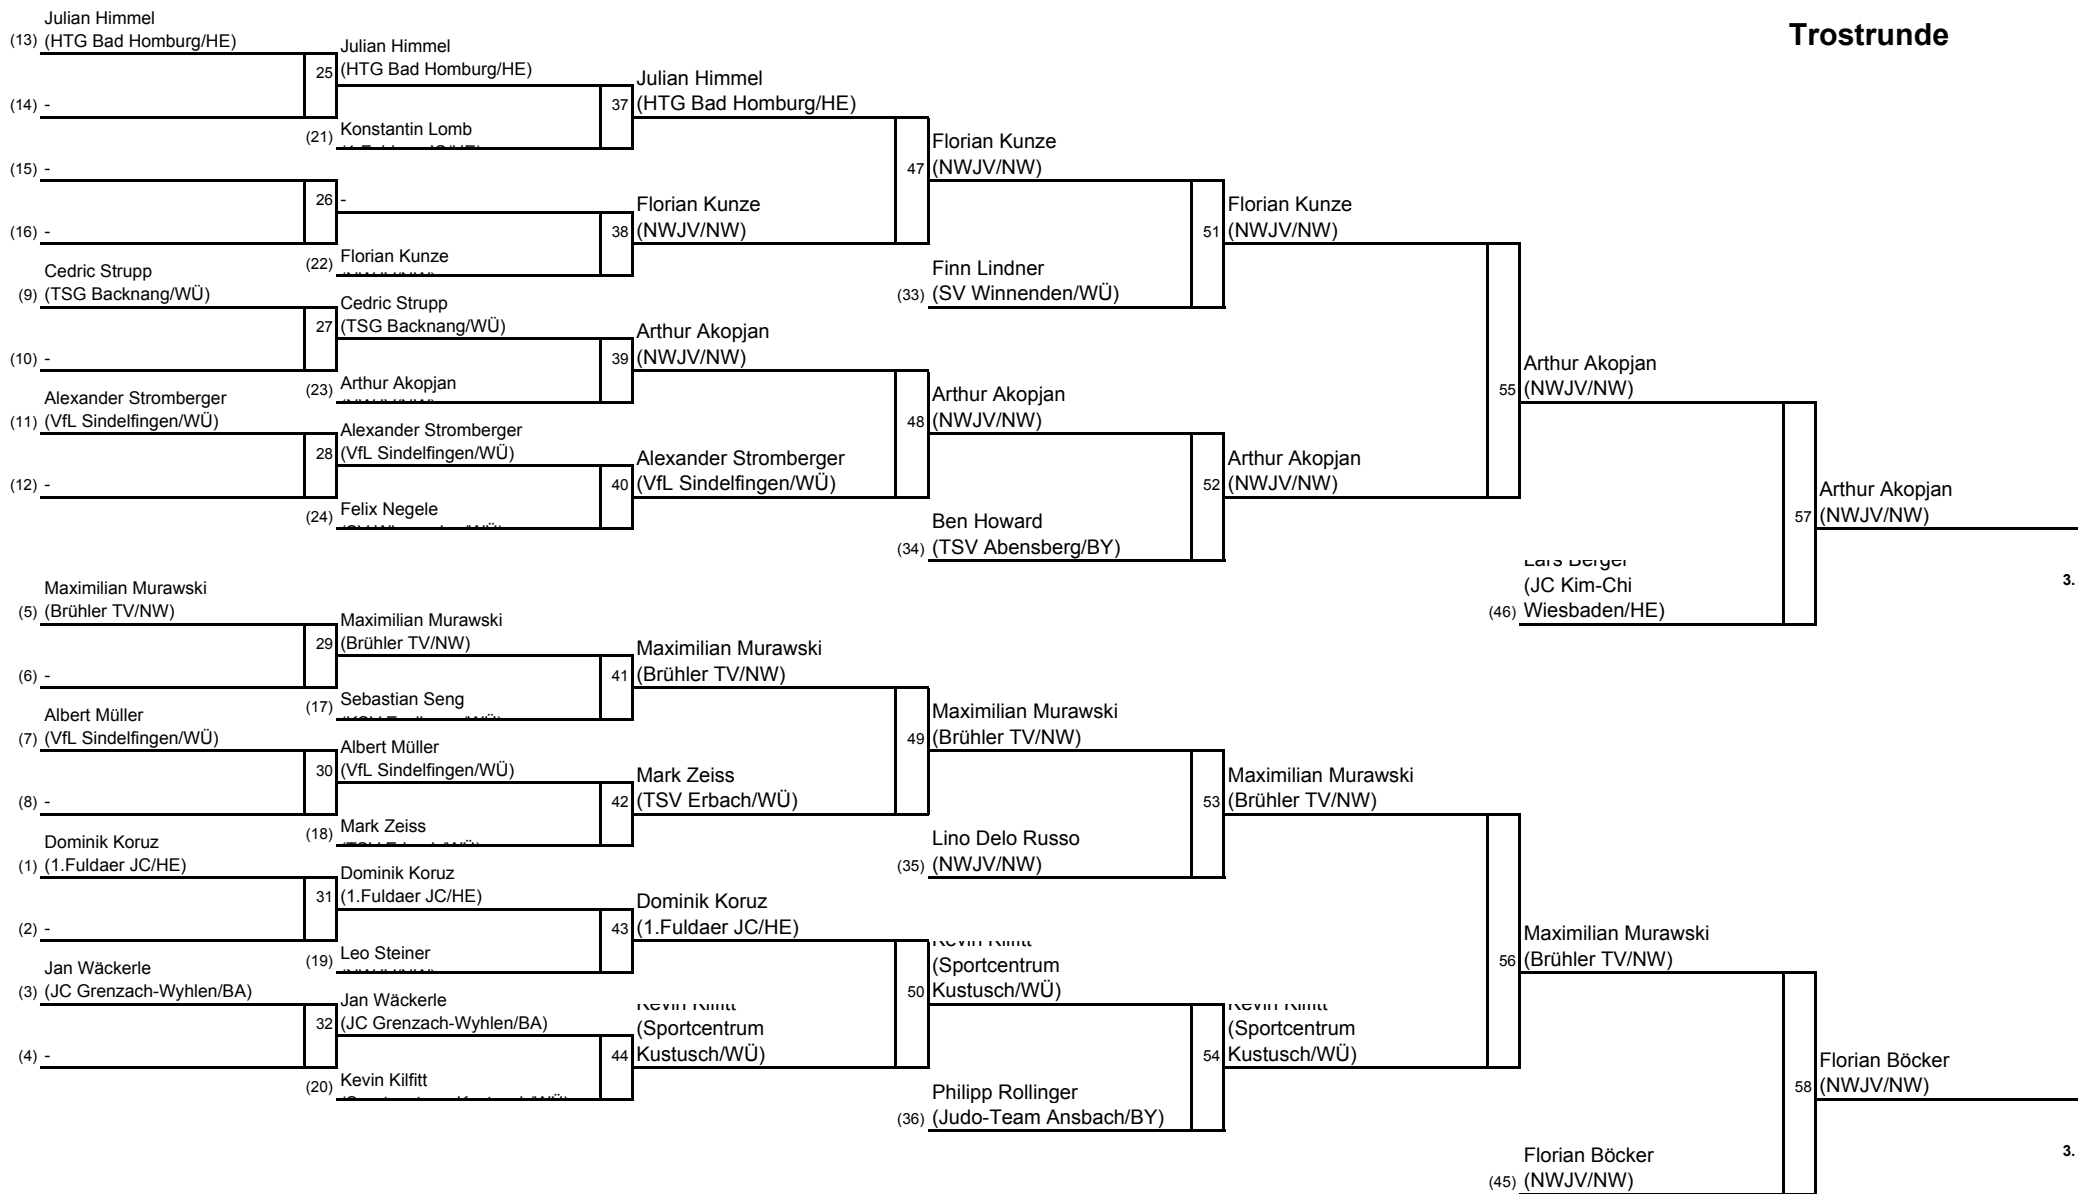 Trostrunde
Julian Himmel
(13) (HTG Bad Homburg/HE)
25
(14) -
(15) -
26
(16) -
Cedric Strupp
(9) (TSG Backnang/WÜ)
27
(10) -
Alexander Stromberger
(11) (VfL Sindelfingen/WÜ)
28
(12) -
Maximilian Murawski
(5) (Brühler TV/NW)
29
(6) -
Albert Müller
(7) (VfL Sindelfingen/WÜ)
30
(8) -
Dominik Koruz
(1) (1.Fuldaer JC/HE)
31
(2) -
Jan Wäckerle
(3) (JC Grenzach-Wyhlen/BA)
32
(4) -
Julian Himmel
(HTG Bad Homburg/HE)
37
(21) Konstantin Lomb
-
38
(22) Florian Kunze
Cedric Strupp
(TSG Backnang/WÜ)
39
(23) Arthur Akopjan
Alexander Stromberger
(VfL Sindelfingen/WÜ)
40
(24) Felix Negele
Maximilian Murawski
(Brühler TV/NW)
41
(17) Sebastian Seng
Albert Müller
(VfL Sindelfingen/WÜ)
42
(18) Mark Zeiss
Dominik Koruz
(1.Fuldaer JC/HE)
43
(19) Leo Steiner
Jan Wäckerle
(JC Grenzach-Wyhlen/BA)
44
(20) Kevin Kilfitt
Julian Himmel
(HTG Bad Homburg/HE)
47
Florian Kunze
(NWJV/NW)
Arthur Akopjan
(NWJV/NW)
48
Alexander Stromberger
(VfL Sindelfingen/WÜ)
Maximilian Murawski
(Brühler TV/NW)
49
Mark Zeiss
(TSV Erbach/WÜ)
Dominik Koruz
(1.Fuldaer JC/HE)
50
Kevin Kilfitt
(Sportcentrum
Kustusch/WÜ)
Florian Kunze
(NWJV/NW)
51
Finn Lindner
(33) (SV Winnenden/WÜ)
Arthur Akopjan
(NWJV/NW)
52
Ben Howard
(34) (TSV Abensberg/BY)
Maximilian Murawski
(Brühler TV/NW)
53
Lino Delo Russo
(35) (NWJV/NW)
Kevin Kilfitt
(Sportcentrum
Kustusch/WÜ)
54
Philipp Rollinger
(36) (Judo-Team Ansbach/BY)
Florian Kunze
(NWJV/NW)
55
Arthur Akopjan
(NWJV/NW)
Maximilian Murawski
(Brühler TV/NW)
56
Kevin Kilfitt
(Sportcentrum
Kustusch/WÜ)
Arthur Akopjan
(NWJV/NW)
57
Lars Berger
(JC Kim-Chi
(46) Wiesbaden/HE)
Maximilian Murawski
(Brühler TV/NW)
58
Florian Böcker
(45) (NWJV/NW)
Arthur Akopjan
(NWJV/NW)
3.
Florian Böcker
(NWJV/NW)
3.